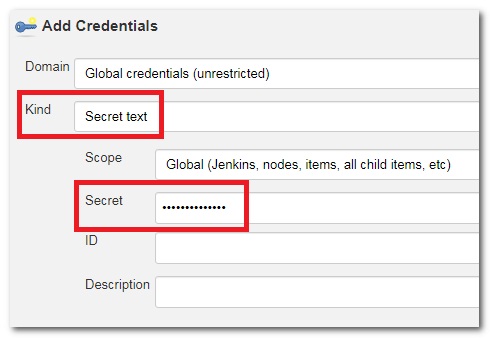 Add Credentials
Domain Global credentials (unrestricted)
Kind Secret text
Scope Global (Jenkins, nodes, items, all child items, etc)
Secret ••••••••••••••
ID
Description